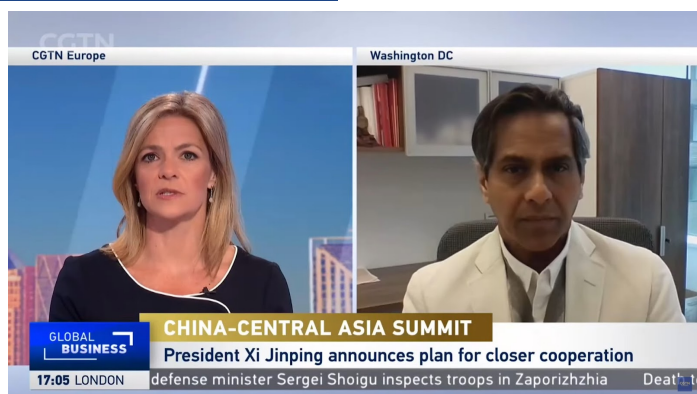 CGTN
CGTN Europe
Washington DC
CHINA-CENTRAL ASIA SUMMIT
GLOBAL
BUSINESS
President Xi Jinping announces plan for closer cooperation
17:05 LONDON
defense minister Sergei Shoigu inspects troops in Zaporizhzhia